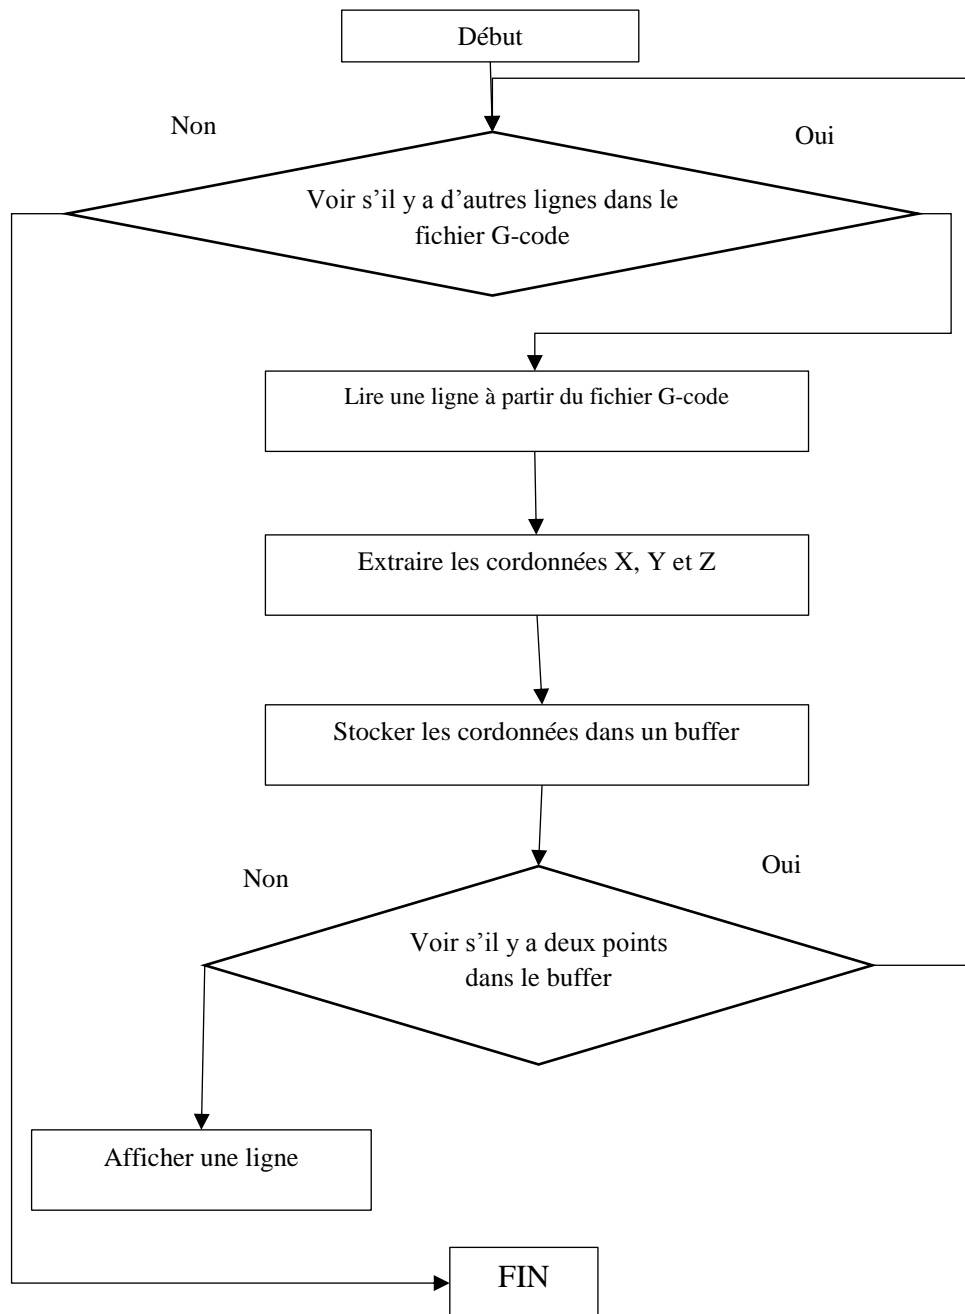 Début
Non
Oui
Voir s’il y a d’autres lignes dans le
fichier G-code
Lire une ligne à partir du fichier G-code
Extraire les cordonnées X, Y et Z
Stocker les cordonnées dans un buffer
Non
Oui
Voir s’il y a deux points
dans le buffer
Afficher une ligne
FIN